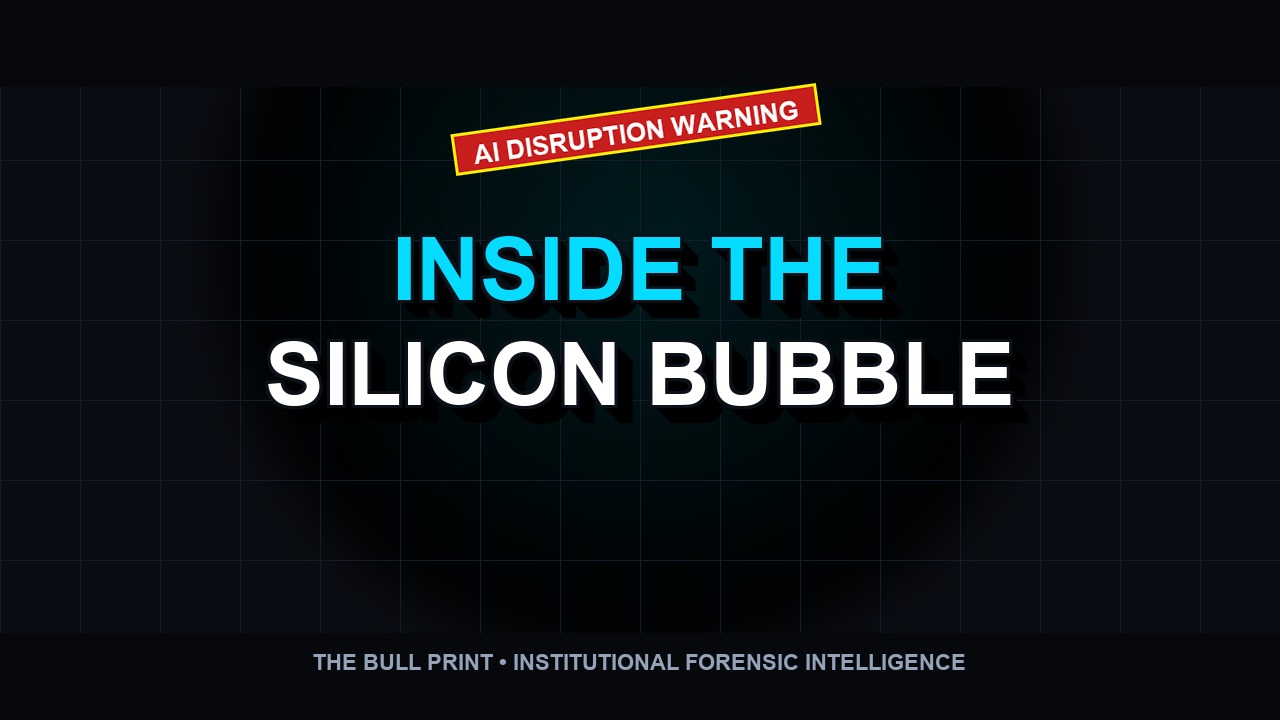 AI DISRUPTION WARNING
INSIDE THE
SILICON BUBBLE
THE BULL PRINT • INSTITUTIONAL FORENSIC INTELLIGENCE